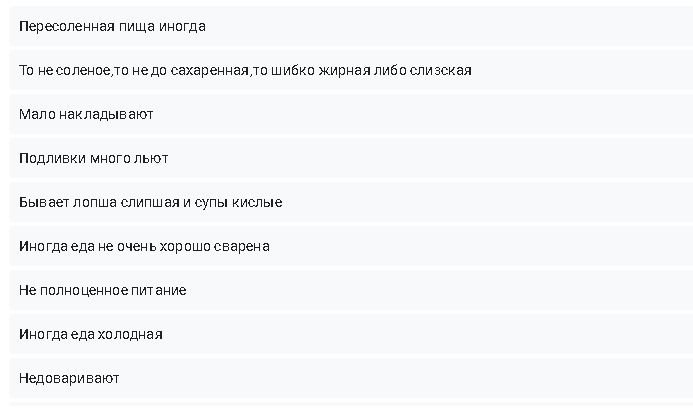 Пересоленная пища иногда
То не соленое,то не до сахаренная,то шибко жирная либо слизская
Мало накладывают
Подливки много льют
Бывает лопша слипшая и супы кислые
Иногда еда не очень хорошо сварена
Не полноценное питание
Иногда еда холодная
Недоваривают